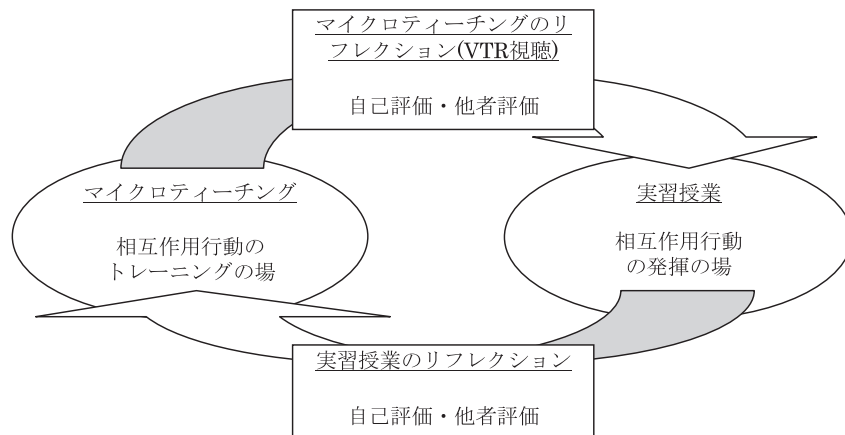 マイクロティーチングのリ
フレクション(VTR視聴)
自己評価・他者評価
マイクロティーチング
相互作用行動の
トレーニングの場
実習授業
相互作用行動
の発揮の場
実習授業のリフレクション
自己評価・他者評価